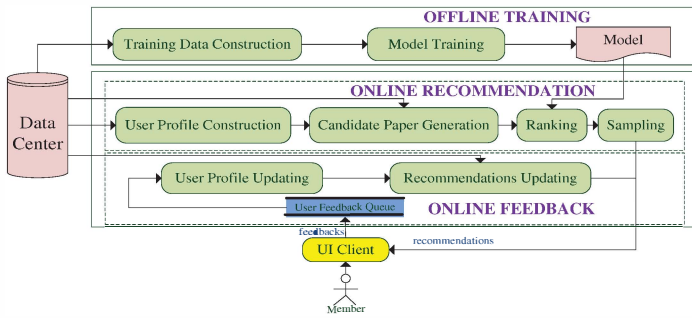 OFFLINE TRAINING
Training Data Construction
Model Training
Model
ONLINE RECOMMENDATION
Data
Center
User Profile Construction
Candidate Paper Generation
Ranking
Sampling
User Profile Updating
Recommendations Updating
User Feedback Queue
ONLINE FEEDBACK
feedbacks
recommendations
UI Client
Member